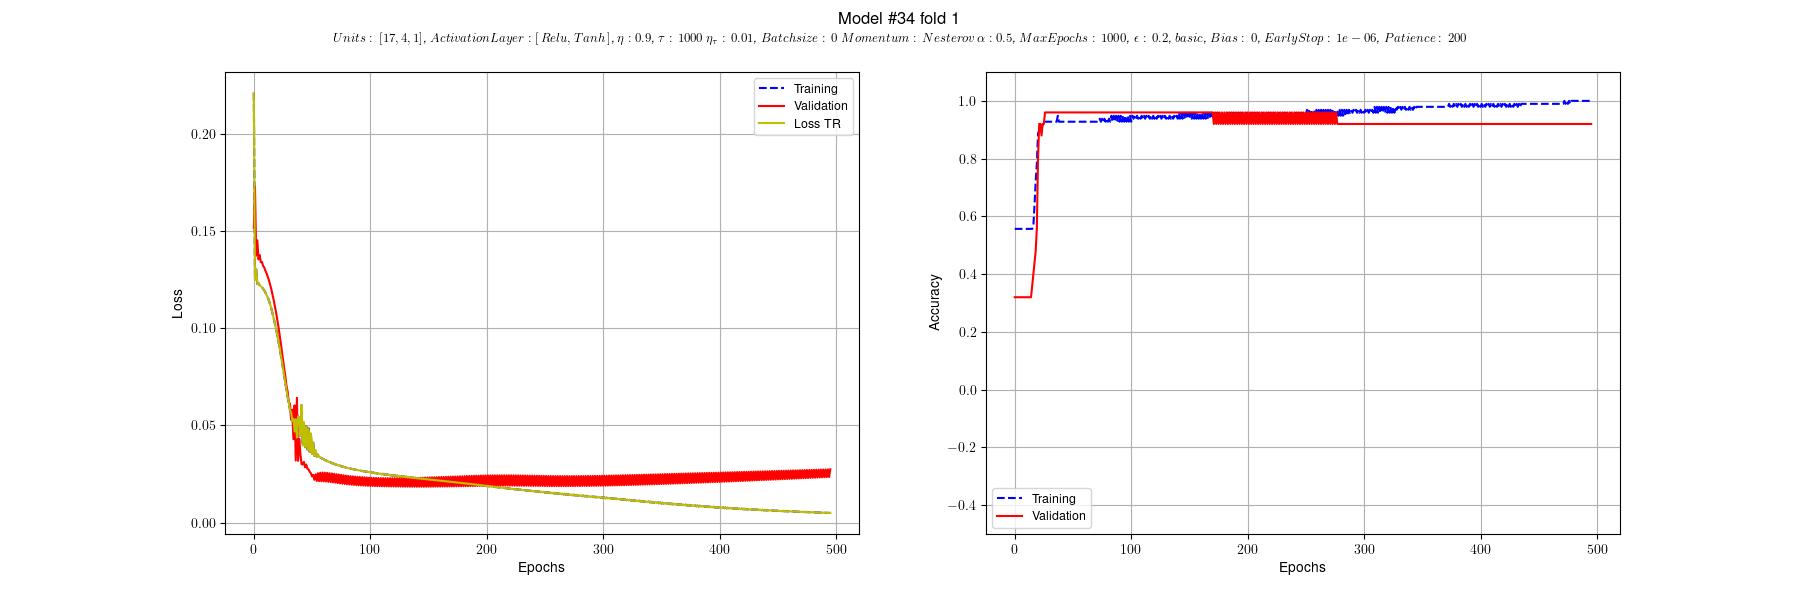 Model #34 fold 1
Units : [17, 4, 1], ActivationLayer : [Relu, Tanh], η : 0.9, τ : 1000 η_τ : 0.01, Batchsize : 0 Momentum : Nesterov α : 0.5, MaxEpochs : 1000, ϵ : 0.2, basic, Bias : 0, EarlyStop : 1e − 06, Patience : 200
Loss
0.20
0.15
0.10
0.05
0.00
0 100 200 300 400 500
Epochs
Training
Validation
Loss TR
Accuracy
1.0
0.8
0.6
0.4
0.2
0.0
−0.2
−0.4
0 100 200 300 400 500
Epochs
Training
Validation